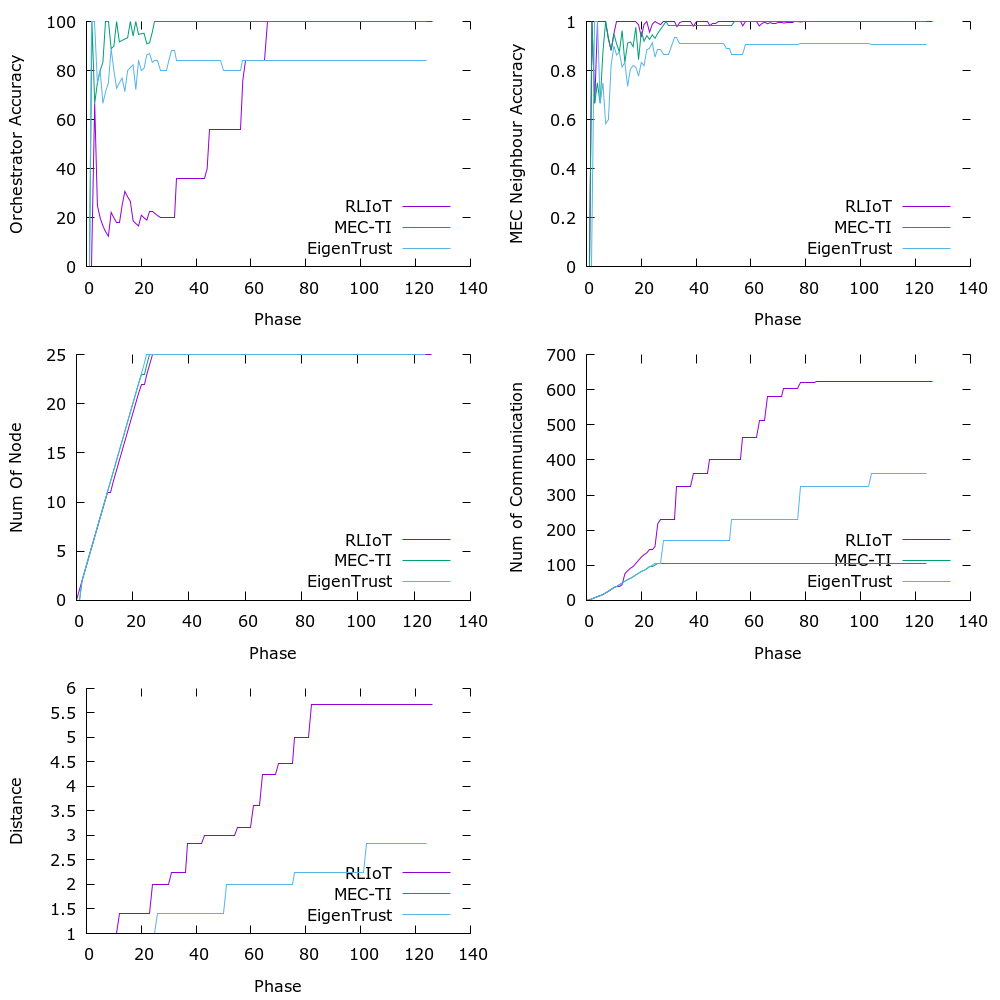 Orchestrator Accuracy
100
80
60
40
20
0
RLIoT
MEC-TI
EigenTrust
0 20 40 60 80 100 120 140
Phase
MEC Neighbour Accuracy
1
0.8
0.6
0.4
0.2
0
RLIoT
MEC-TI
EigenTrust
0 20 40 60 80 100 120 140
Phase
Num Of Node
25
20
15
10
5
0
RLIoT
MEC-TI
EigenTrust
0 20 40 60 80 100 120 140
Phase
Num of Communication
700
600
500
400
300
200
100
0
RLIoT
MEC-TI
EigenTrust
0 20 40 60 80 100 120 140
Phase
Distance
6
5.5
5
4.5
4
3.5
3
2.5
2
1.5
1
RLIoT
MEC-TI
EigenTrust
0 20 40 60 80 100 120 140
Phase